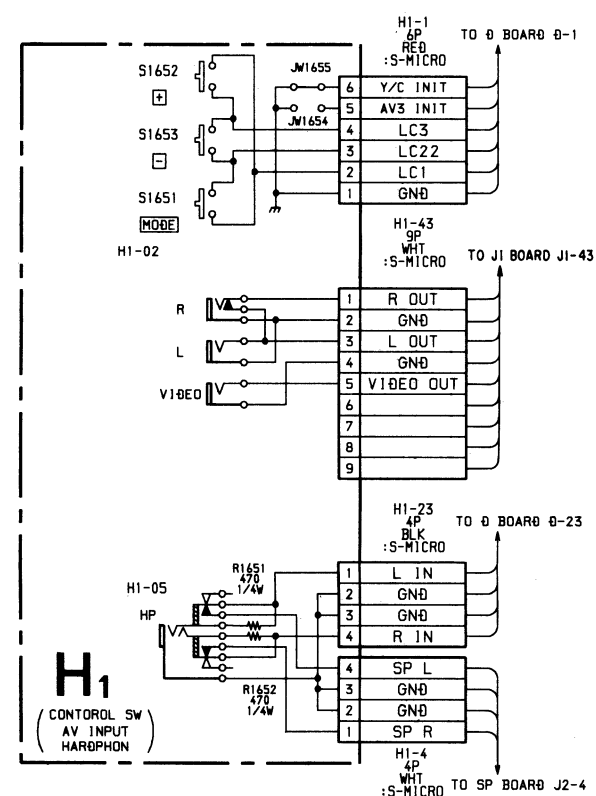 H1-1
6P
RED
:S-MICRO
TO D BOARD D-1
S1652
+
JW1655
6 Y/C INIT
5 AV3 INIT
JW1654
S1653
-
4 LC3
3 LC22
2 LC1
1 GND
S1651
MODE
H1-02
H1-43
9P
WHT
:S-MICRO
TO J1 BOARD J1-43
R
1 R OUT
2 GND
L
3 L OUT
4 GND
VIDEO
5 VIDEO OUT
6
7
8
9
H1-23
4P
BLK
:S-MICRO
TO D BOARD D-23
R1651
470
1/4W
H1-05
HP
1 L IN
2 GND
3 GND
4 R IN
4 SP L
3 GND
2 GND
1 SP R
R1652
470
1/4W
H1
(CONTOROL SW
AV INPUT
HARDPHON)
H1-4
4P
WHT
:S-MICRO
TO SP BOARD J2-4